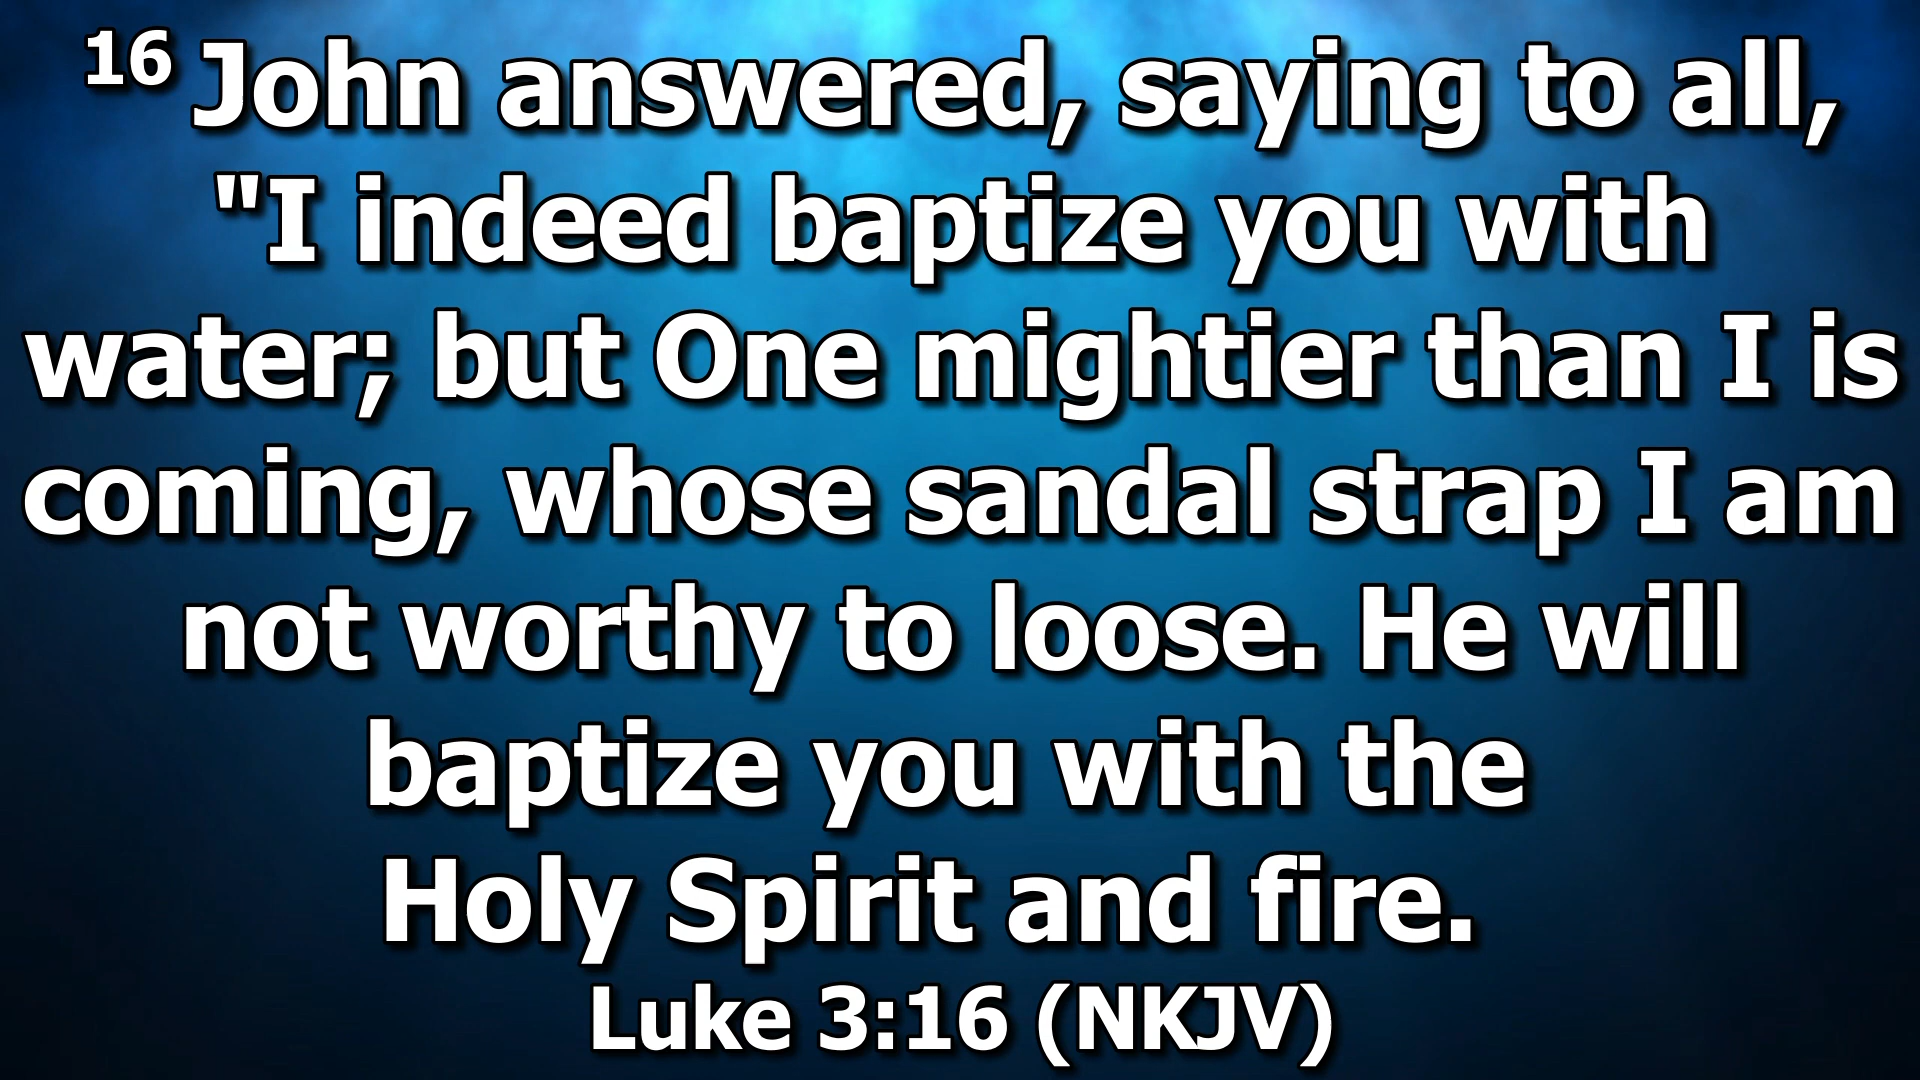 16 John answered, saying to all,
"I indeed baptize you with
water; but One mightier than I is
coming, whose sandal strap I am
not worthy to loose. He will
baptize you with the
Holy Spirit and fire.
Luke 3:16 (NKJV)